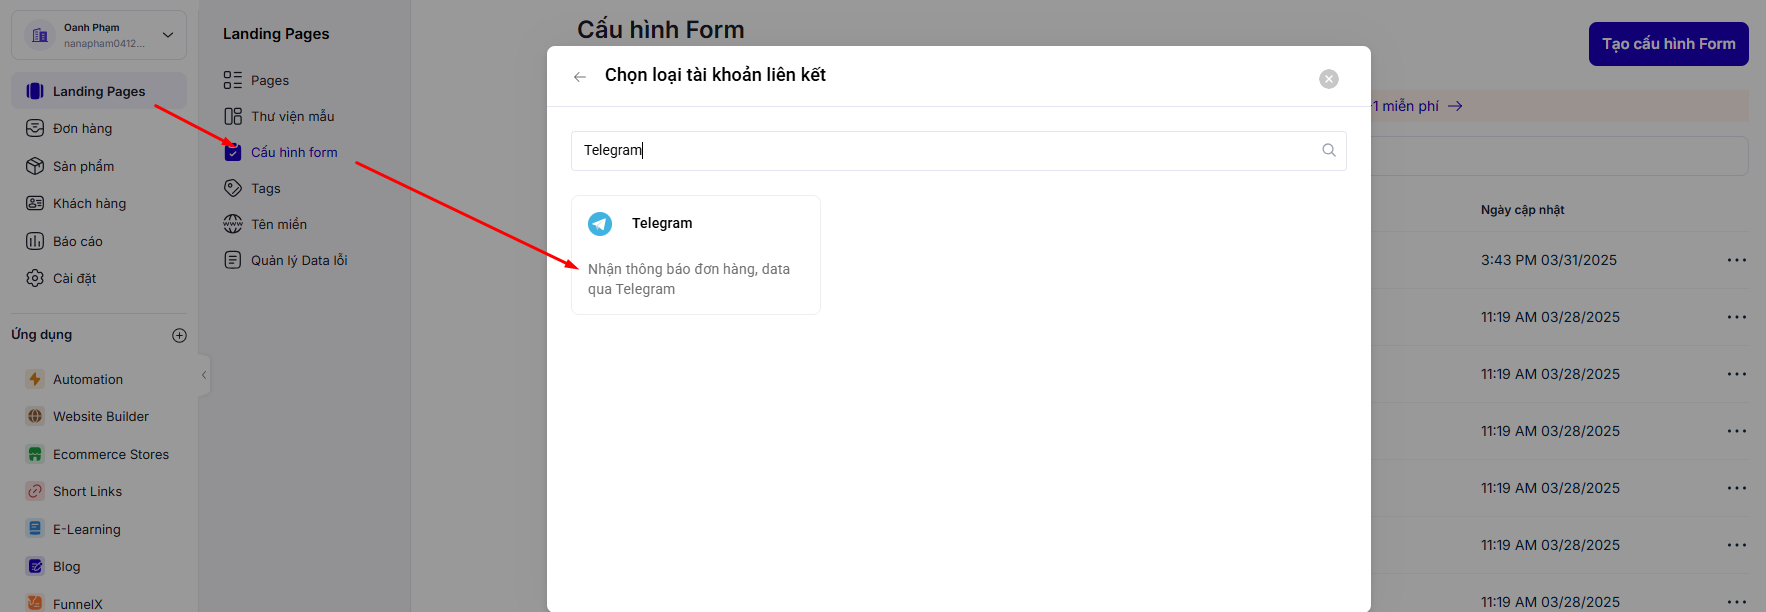 Oanh Phạm
nanapham0412...
Landing Pages
Đơn hàng
Sản phẩm
Khách hàng
Báo cáo
Cài đặt
Ứng dụng
Automation
Website Builder
Ecommerce Stores
Short Links
E-Learning
Blog
FunnelX
Landing Pages
Pages
Thư viện mẫu
Cấu hình form
Tags
Tên miền
Quản lý Data lỗi
Cấu hình Form
Tạo cấu hình Form
Chọn loại tài khoản liên kết
Telegram
Telegram
Nhận thông báo đơn hàng, data
qua Telegram
1 miễn phí
Ngày cập nhật
3:43 PM 03/31/2025
11:19 AM 03/28/2025
11:19 AM 03/28/2025
11:19 AM 03/28/2025
11:19 AM 03/28/2025
11:19 AM 03/28/2025
11:19 AM 03/28/2025